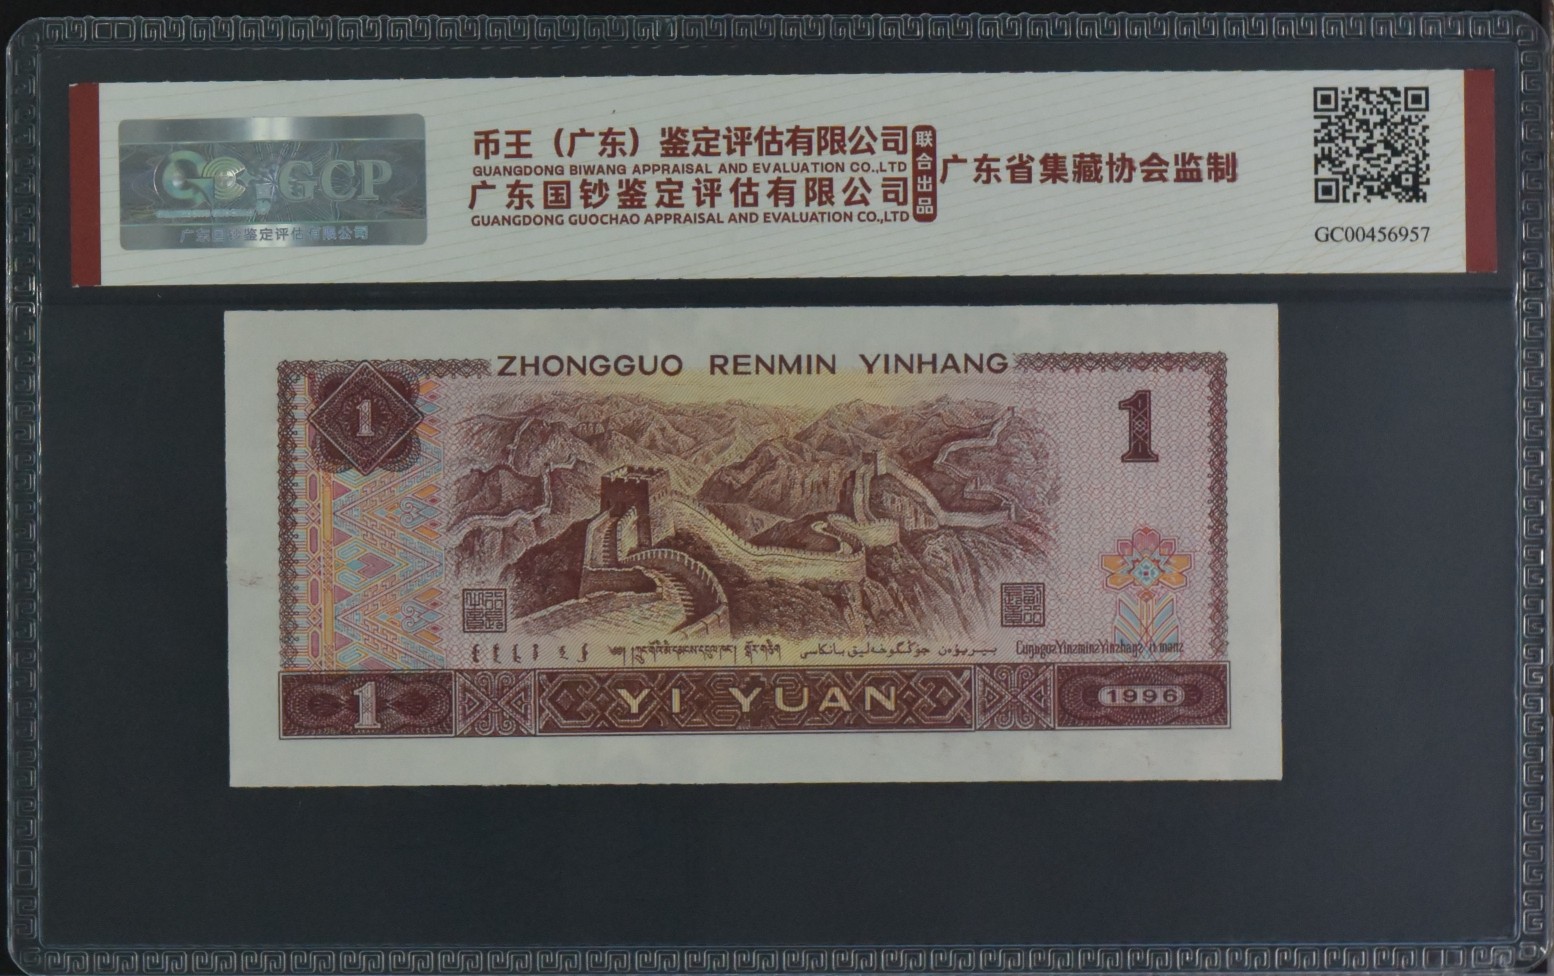 币王（广东）鉴定评估有限公司
GUANGDONG BIWANG APPRAISAL AND EVALUATION CO.,LTD
广东国钞鉴定评估有限公司
GUANGDONG GUOCHAO APPRAISAL AND EVALUATION CO.,LTD
联合出品
广东省集藏协会监制
GCP
广东国钞鉴定评估有限公司
GC00456957
ZHONGGUO RENMIN YINHANG
1
1
1
YI YUAN
1996